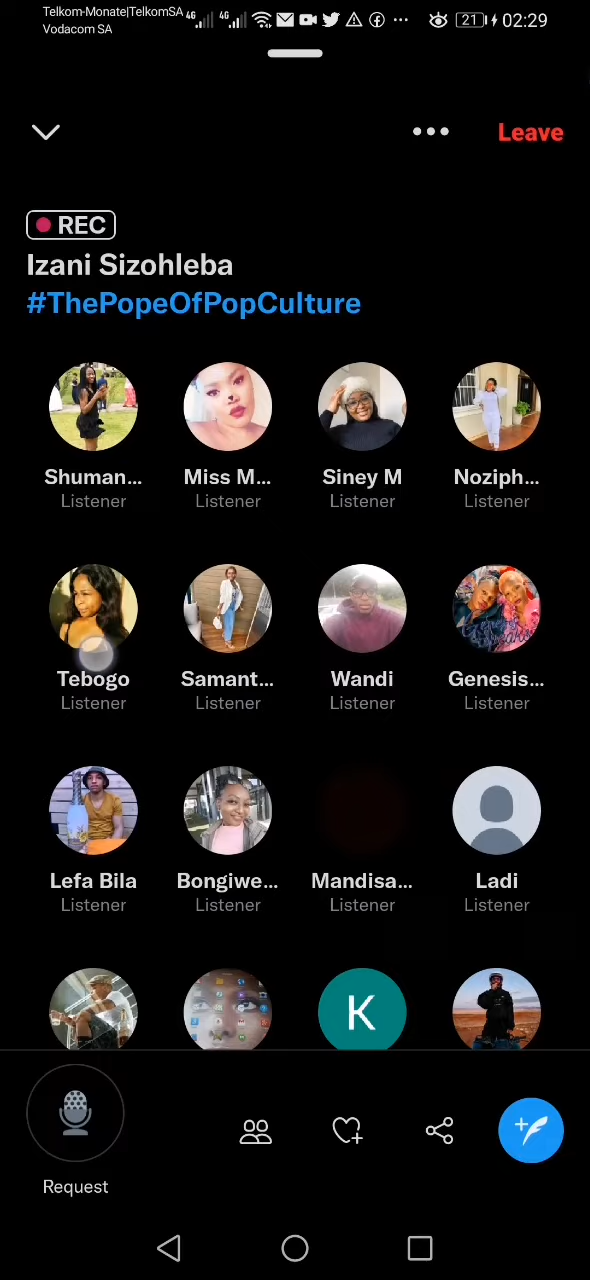 Telkom-Monate|TelkomSA 4G 4G 21 02:29
Vodacom SA
Leave
REC
Izani Sizohleba
#ThePopeOfPopCulture
Shuman... Miss M... Siney M Noziph...
Listener Listener Listener Listener
Tebogo Samant... Wandi Genesis...
Listener Listener Listener Listener
Lefa Bila Bongiwe... Mandisa... Ladi
Listener Listener Listener Listener
K
Request